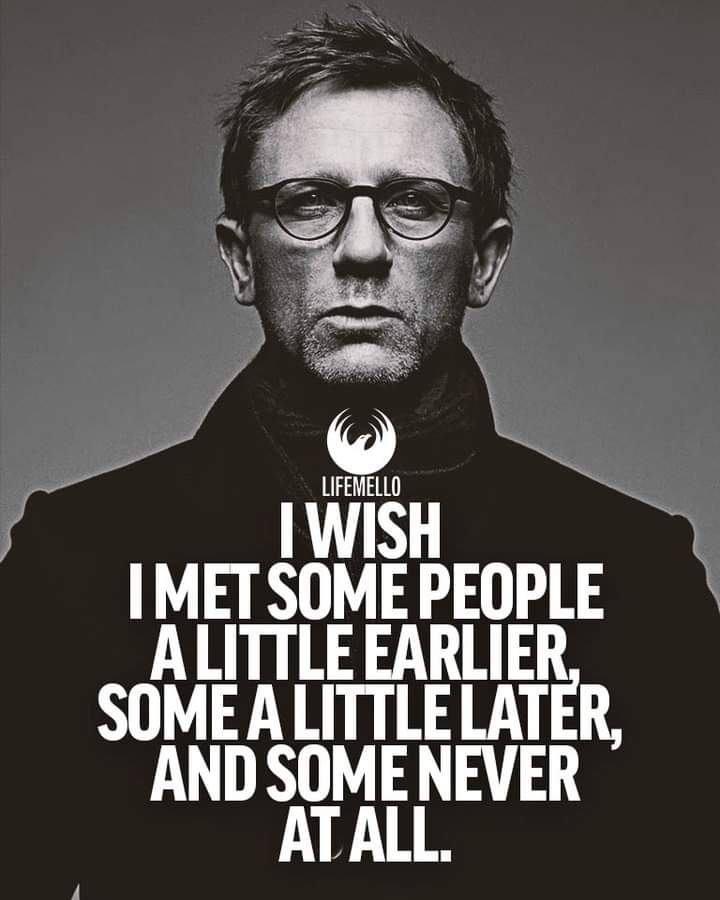 LIFEMELLO
I WISH
I MET SOME PEOPLE
A LITTLE EARLIER,
SOME A LITTLE LATER,
AND SOME NEVER
AT ALL.